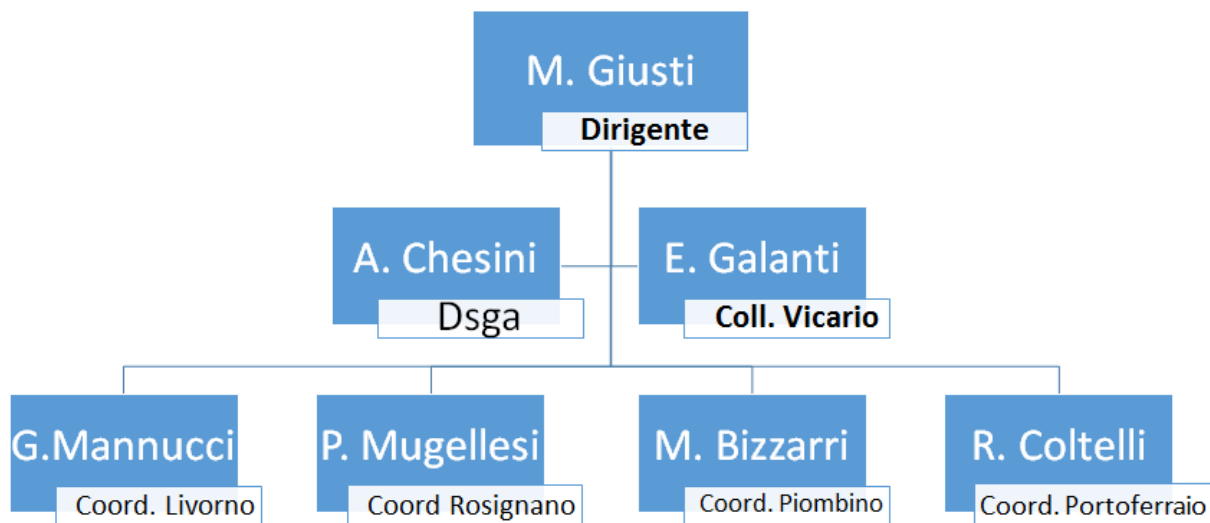 M. Giusti
Dirigente
A. Chesini
Dsga
E. Galanti
Coll. Vicario
G.Mannucci
Coord. Livorno
P. Mugellesi
Coord Rosignano
M. Bizzarri
Coord. Piombino
R. Coltelli
Coord. Portoferraio